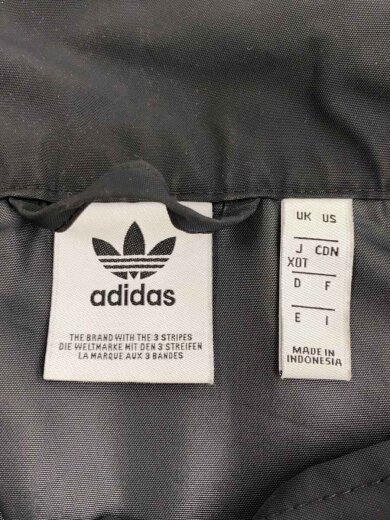 adidas
THE BRAND WITH THE 3 STRIPES
DIE WELTMARKE MIT DEN 3 STREIFEN
LA MARQUE AUX 3 BANDES
UK US
J CDN
XOT
D F
E I
MADE IN
INDONESIA